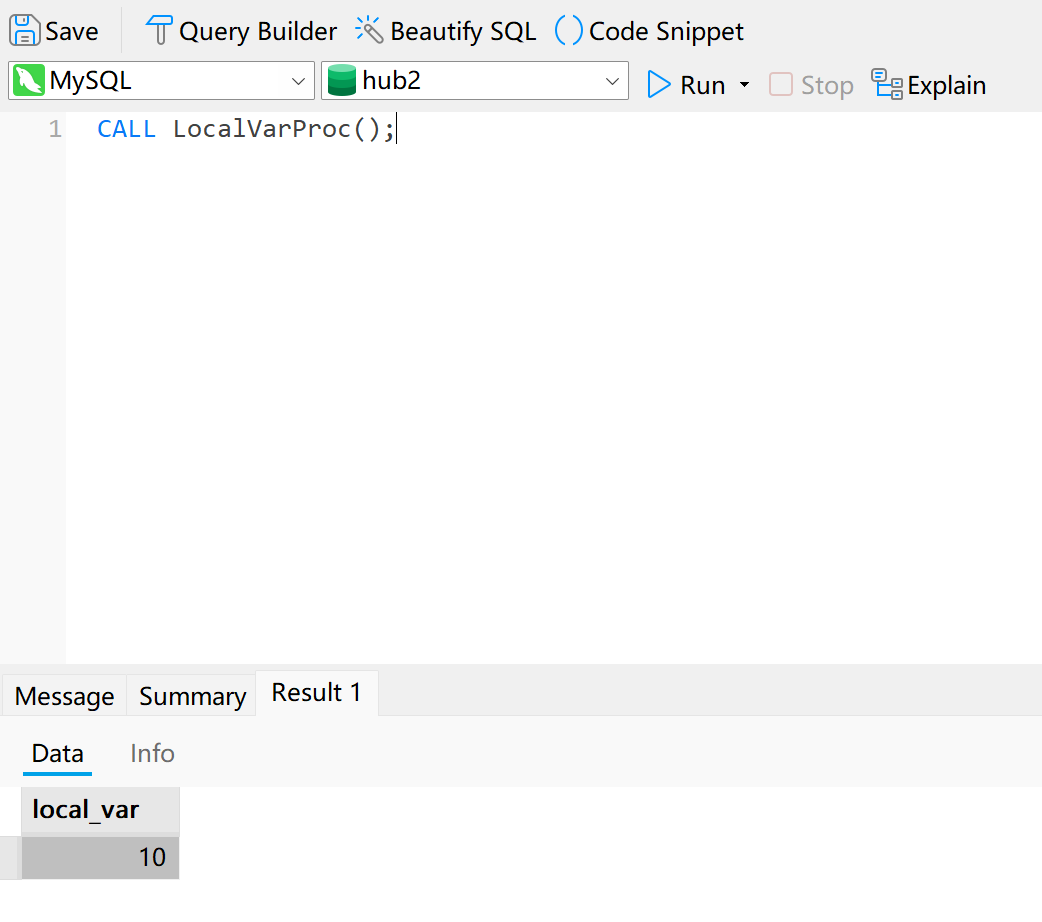 Save Query Builder Beautify SQL Code Snippet
MySQL hub2 Run Stop Explain
1 CALL LocalVarProc();
Message Summary Result 1
Data Info
local_var
10